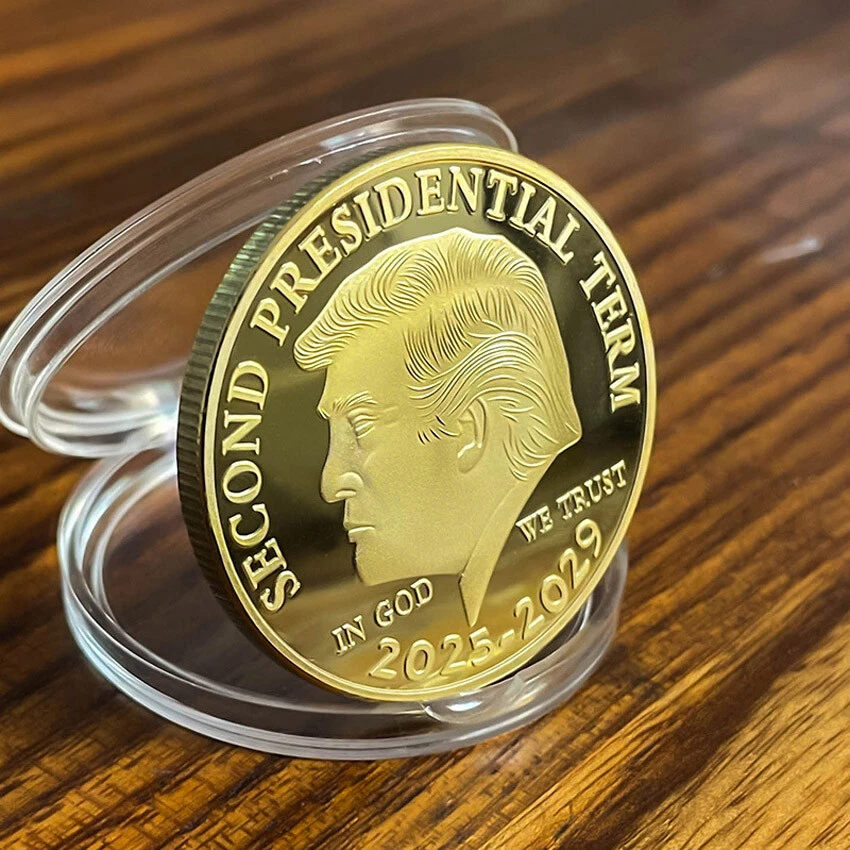 SECOND PRESIDENTIAL TERM
IN GOD
WE TRUST
2025-2029